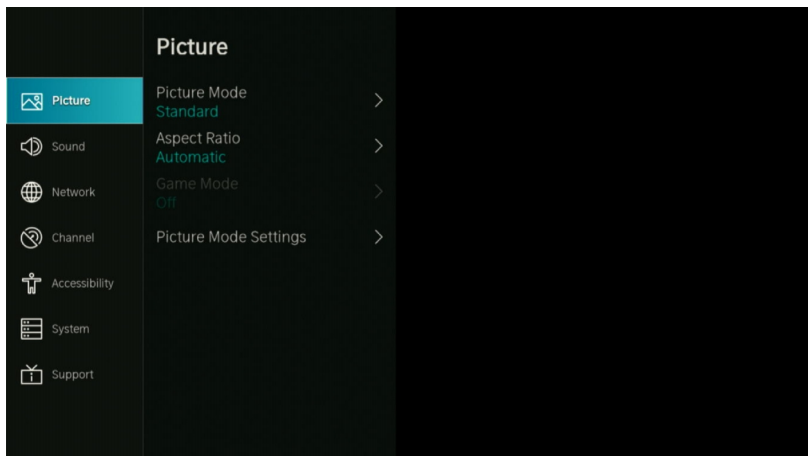 Picture
Picture
Picture Mode
Standard
Sound
Aspect Ratio
Automatic
Network
Game Mode
Off
Channel
Picture Mode Settings
Accessibility
System
Support